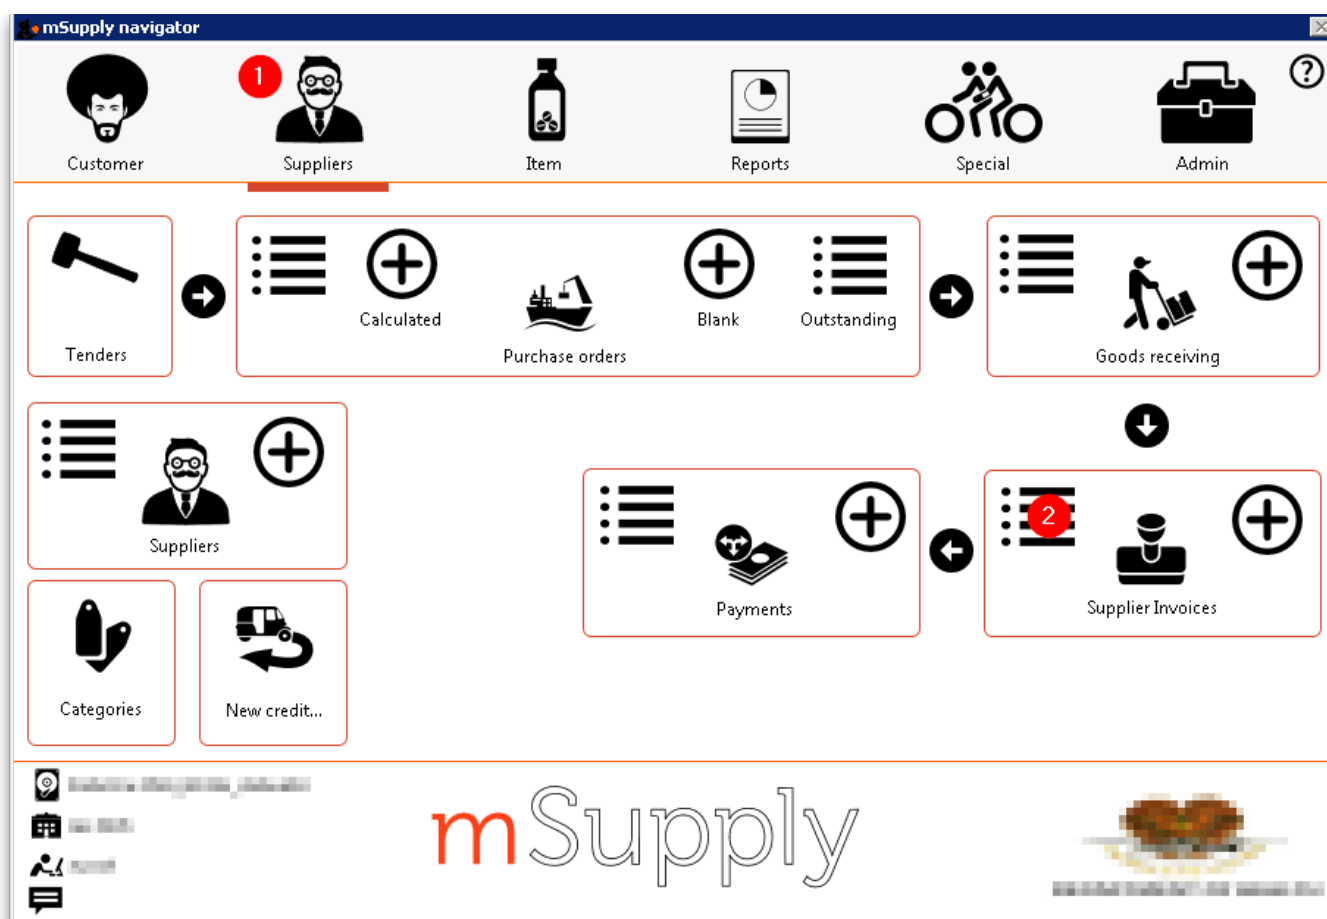 mSupply navigator
1
Customer
Suppliers
Item
Reports
Special
Admin
?
Calculated
Blank
Outstanding
Tenders
Purchase orders
Goods receiving
2
Suppliers
Payments
Supplier Invoices
Categories
New credit...
mSupply